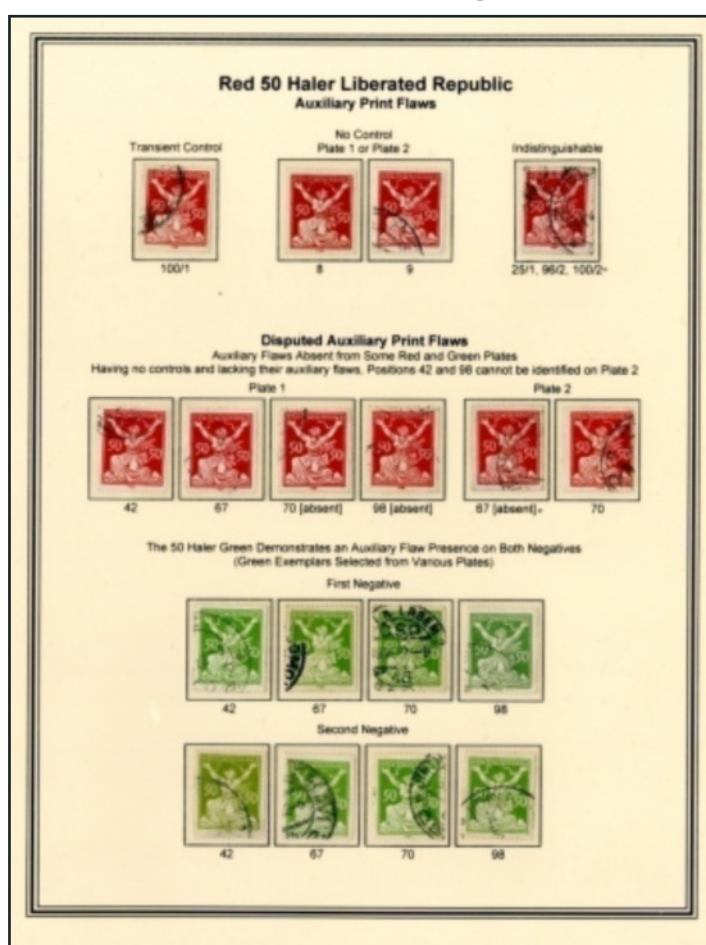 Red 50 Haler Liberated Republic
Auxiliary Print Flaws
Transient Control
No Control
Plate 1 or Plate 2
Indistinguishable
100/1
8
9
25/1, 96/2, 100/2
Disputed Auxiliary Print Flaws
Auxiliary Flaws Absent from Some Red and Green Plates
Having no controls and lacking their auxiliary flaws. Positions 42 and 98 cannot be identified on Plate 2
Plate 1
Plate 2
42
67
70 [absent]
98 [absent]
67 [absent]
70
The 50 Haler Green Demonstrates an Auxiliary Flaw Presence on Both Negatives
(Green Exemplars Selected from Various Plates)
First Negative
42
67
70
98
Second Negative
42
67
70
98